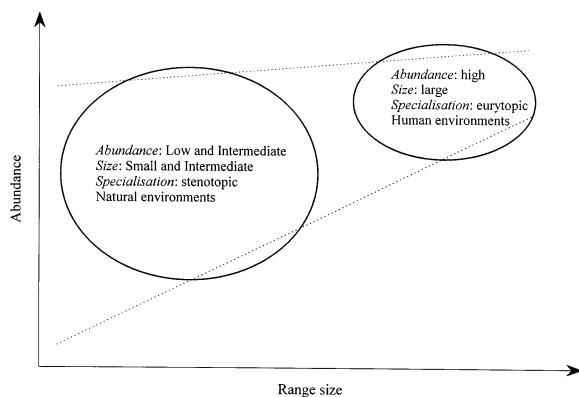 Abundance
Abundance: Low and Intermediate
Size: Small and Intermediate
Specialisation: stenotopic
Natural environments
Abundance: high
Size: large
Specialisation: eurytopic
Human environments
Range size